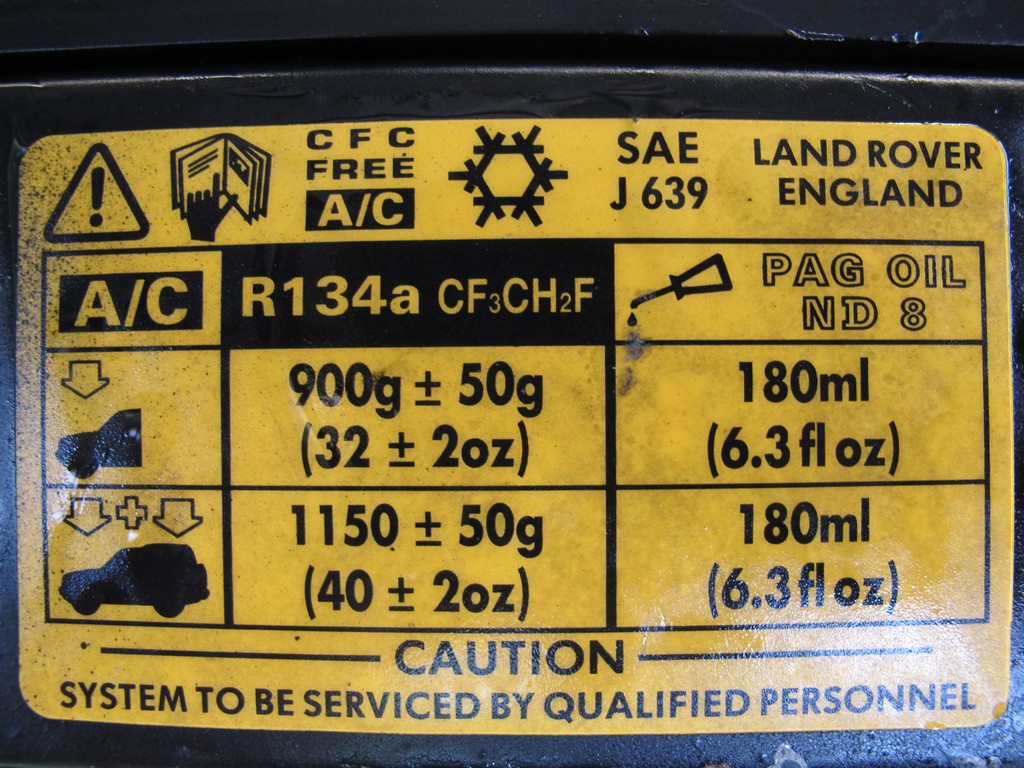 CFC
FREE
A/C
SAE
J 639
LAND ROVER
ENGLAND
A/C
R134a CF₃CH₂F
PAG OIL
ND 8
900g ± 50g
(32 ± 2oz)
180ml
(6.3 fl oz)
1150 ± 50g
(40 ± 2oz)
180ml
(6.3 fl oz)
CAUTION
SYSTEM TO BE SERVICED BY QUALIFIED PERSONNEL